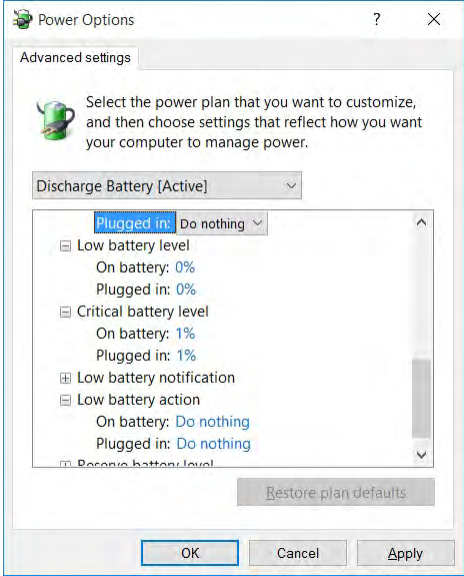 Power Options
?
Advanced settings
Select the power plan that you want to customize,
and then choose settings that reflect how you want
your computer to manage power.
Discharge Battery [Active]
Plugged in: Do nothing
Low battery level
On battery: 0%
Plugged in: 0%
Critical battery level
On battery: 1%
Plugged in: 1%
Low battery notification
Low battery action
On battery: Do nothing
Plugged in: Do nothing
Reserve battery level
Restore plan defaults
OK Cancel Apply